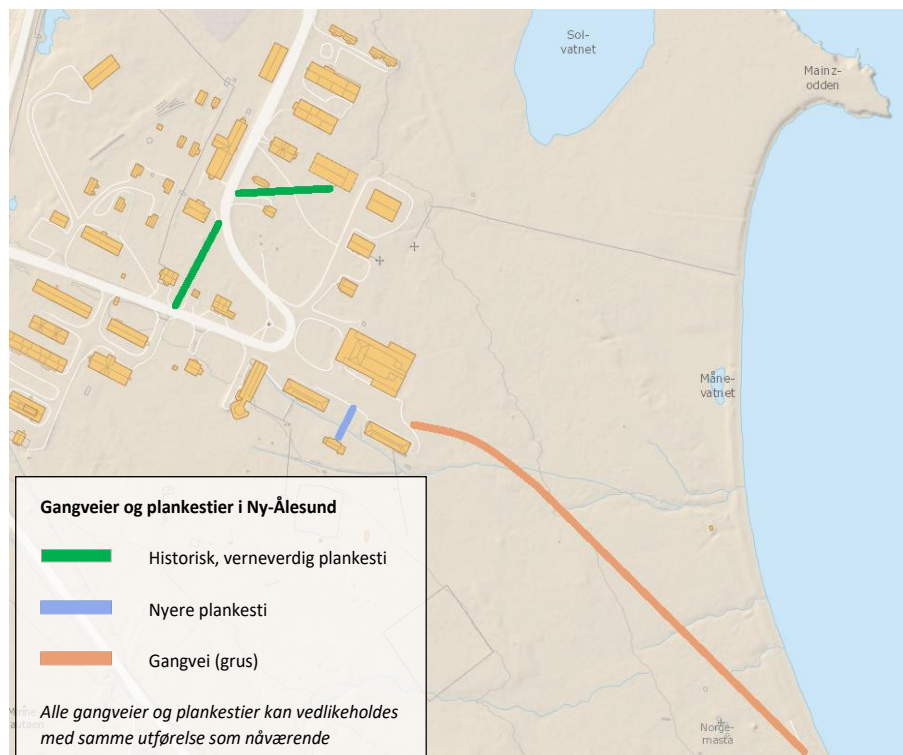 Sol-
vatnet
Mainz-
odden
Måne-
vatnet
Gangveier og plankestier i Ny-Ålesund
Historisk, verneverdig plankesti
Nyere plankesti
Gangvei (grus)
Alle gangveier og plankestier kan vedlikeholdes
med samme utførelse som nåværende
Norge-
masta